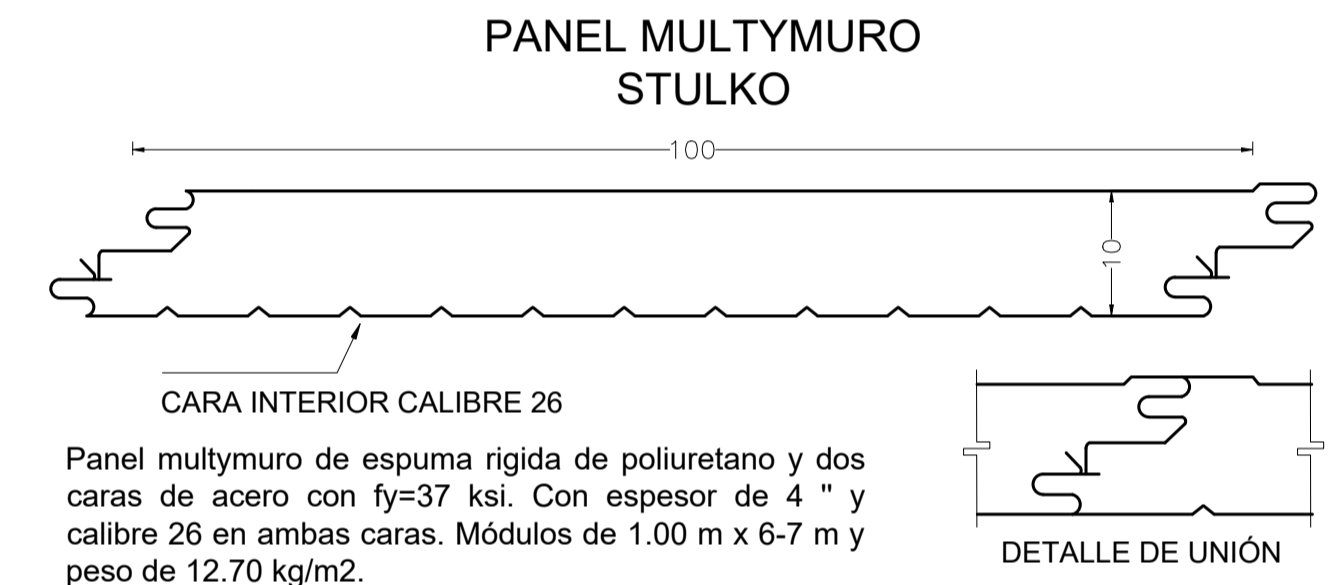 PANEL MULTYMURO
STULKO
100
10
CARA INTERIOR CALIBRE 26
Panel multymuro de espuma rigida de poliuretano y dos
caras de acero con fy=37 ksi. Con espesor de 4 " y
calibre 26 en ambas caras. Módulos de 1.00 m x 6-7 m y
peso de 12.70 kg/m2.
DETALLE DE UNIÓN